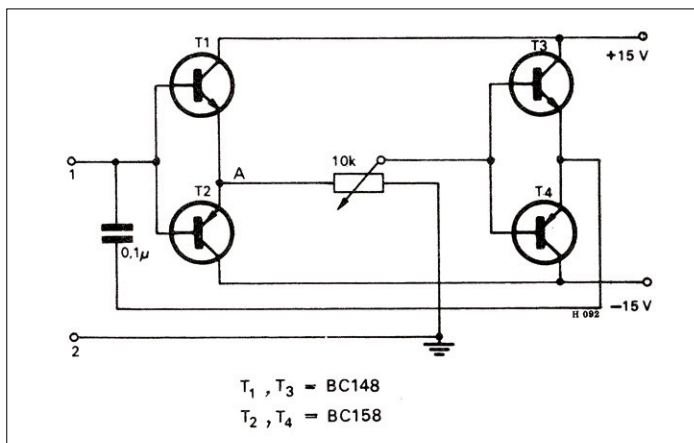 T1
T3
+15 V
1
A
10k
T2
T4
0,1µ
H 092
−15 V
2
T₁ , T₃ = BC148
T₂ , T₄ = BC158